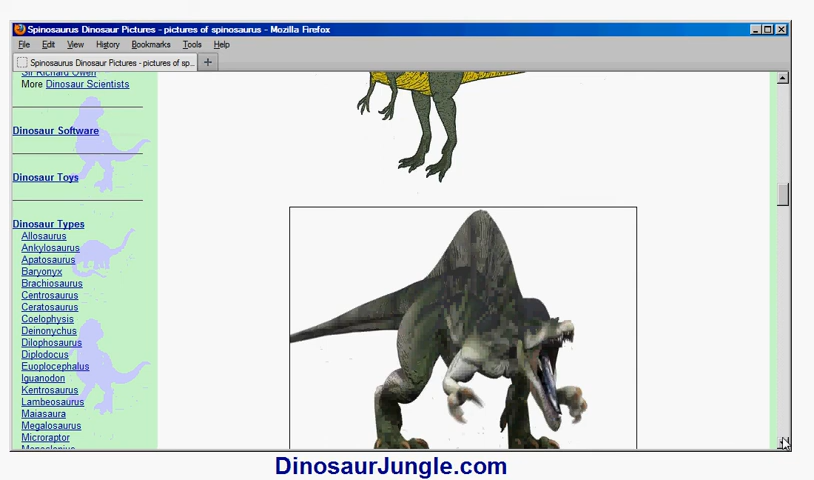 Spinosaurus Dinosaur Pictures - pictures of spinosaurus - Mozilla Firefox
File Edit View History Bookmarks Tools Help
Spinosaurus Dinosaur Pictures - pictures of sp...
Sir Richard Owen
More Dinosaur Scientists
Dinosaur Software
Dinosaur Toys
Dinosaur Types
Allosaurus
Ankylosaurus
Apatosaurus
Baryonyx
Brachiosaurus
Centrosaurus
Ceratosaurus
Coelophysis
Deinonychus
Dilophosaurus
Diplodocus
Euoplocephalus
Iguanodon
Kentrosaurus
Lambeosaurus
Maiasaura
Megalosaurus
Microraptor
DinosaurJungle.com